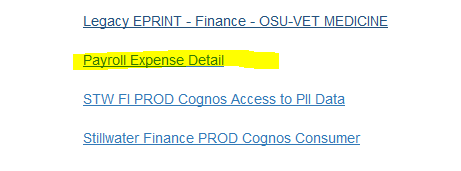 Legacy EPRINT - Finance - OSU-VET MEDICINE
Payroll Expense Detail
STW FI PROD Cognos Access to PII Data
Stillwater Finance PROD Cognos Consumer